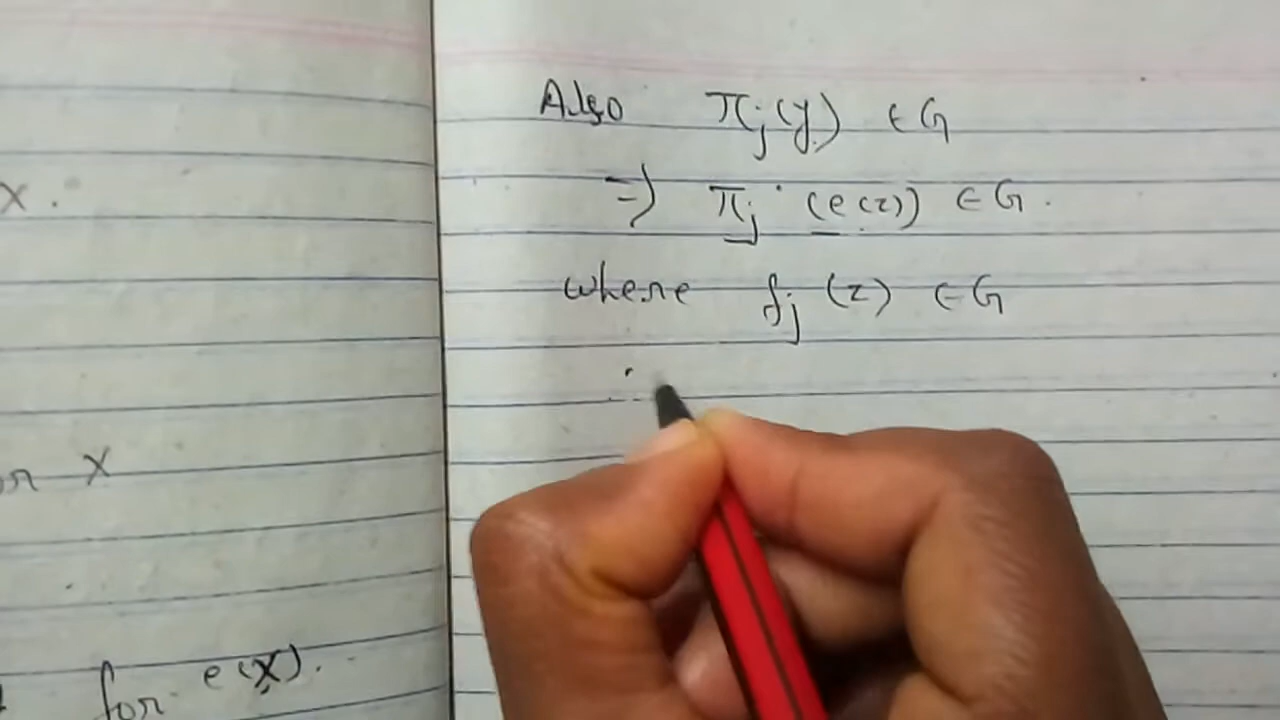 X.
X
for e(X).
Also πj(y) ∈ G
=> πj (e(z)) ∈ G.
where fj (z) ∈ G